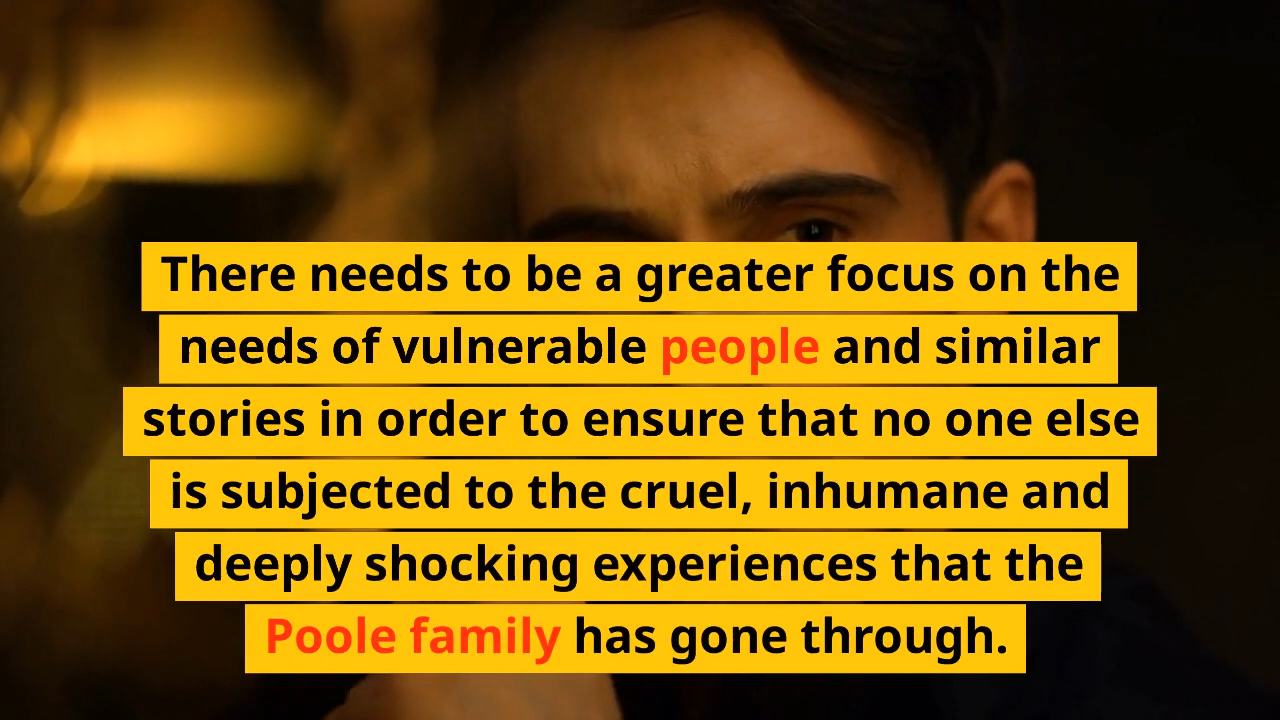 There needs to be a greater focus on the
needs of vulnerable people and similar
stories in order to ensure that no one else
is subjected to the cruel, inhumane and
deeply shocking experiences that the
Poole family has gone through.